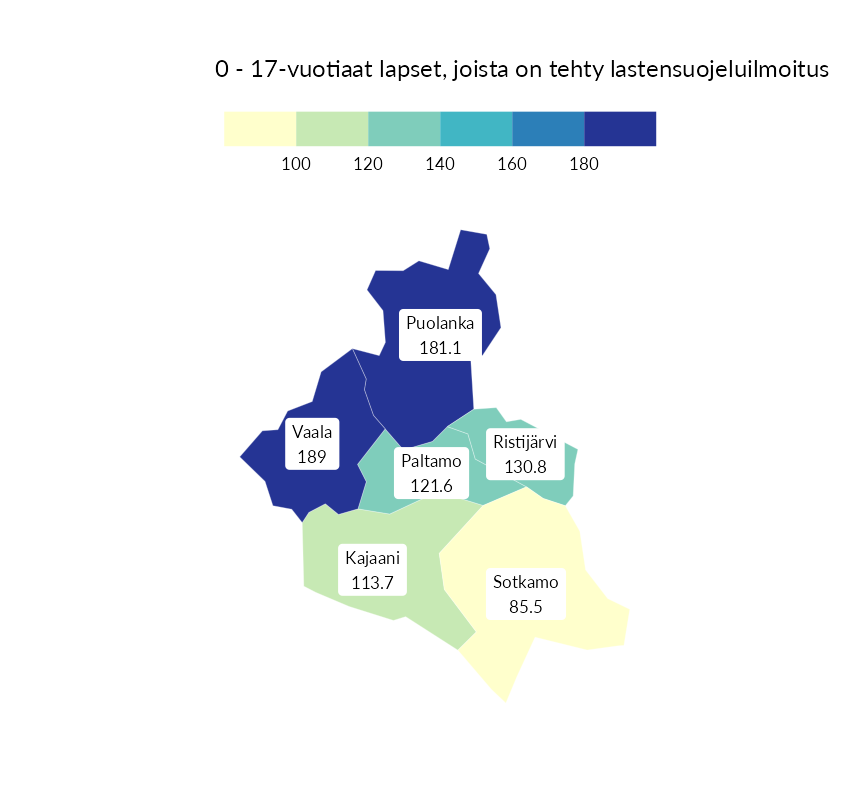 0 - 17-vuotiaat lapset, joista on tehty lastensuojeluilmoitus
100 120 140 160 180
Puolanka
181.1
Vaala
189
Ristijärvi
130.8
Paltamo
121.6
Kajaani
113.7
Sotkamo
85.5